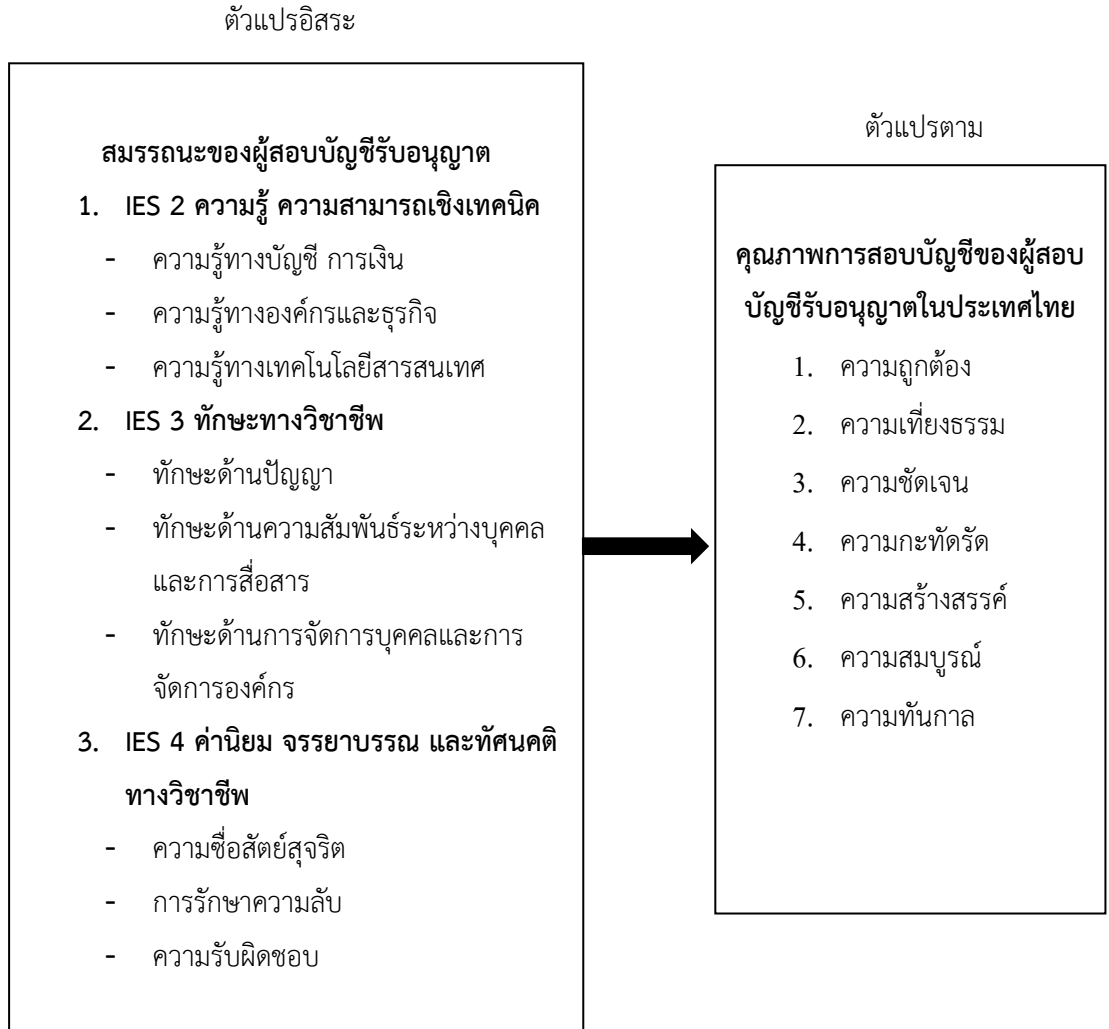 ตัวแปรอิสระ
สมรรถนะของผู้สอบบัญชีรับอนุญาต
1. IES 2 ความรู้ ความสามารถเชิงเทคนิค
- ความรู้ทางบัญชี การเงิน
- ความรู้ทางองค์กรและธุรกิจ
- ความรู้ทางเทคโนโลยีสารสนเทศ
2. IES 3 ทักษะทางวิชาชีพ
- ทักษะด้านปัญญา
- ทักษะด้านความสัมพันธ์ระหว่างบุคคล
และการสื่อสาร
- ทักษะด้านการจัดการบุคคลและการ
จัดการองค์กร
3. IES 4 ค่านิยม จรรยาบรรณ และทัศนคติ
ทางวิชาชีพ
- ความซื่อสัตย์สุจริต
- การรักษาความลับ
- ความรับผิดชอบ
ตัวแปรตาม
คุณภาพการสอบบัญชีของผู้สอบ
บัญชีรับอนุญาตในประเทศไทย
1. ความถูกต้อง
2. ความเที่ยงธรรม
3. ความชัดเจน
4. ความกะทัดรัด
5. ความสร้างสรรค์
6. ความสมบูรณ์
7. ความทันกาล